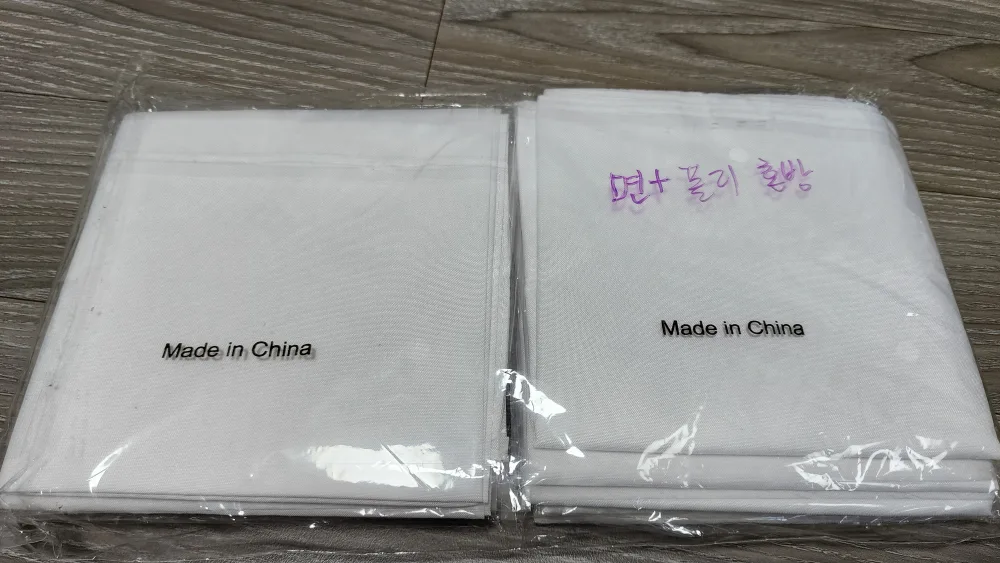 면+ 폴리 혼방
Made in China
Made in China